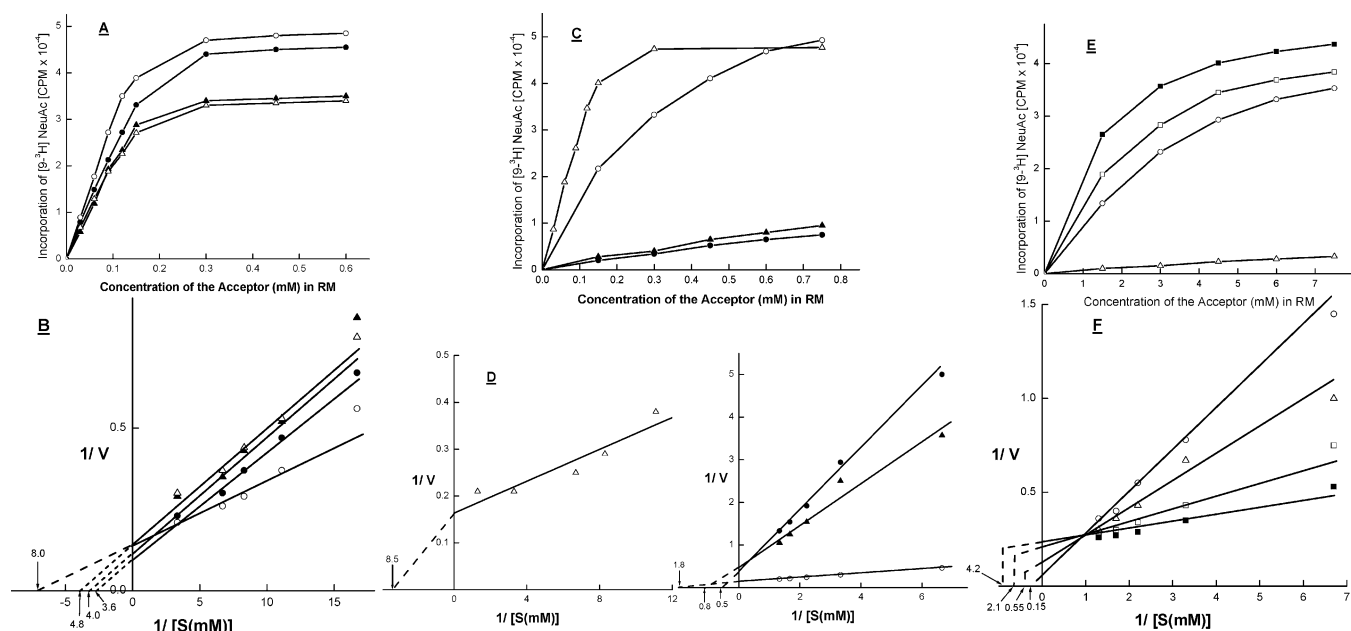 A
Incorporation of [9-³H] NeuAc [CPM x 10⁻⁴]
5
4
3
2
1
0
0.0 0.1 0.2 0.3 0.4 0.5 0.6
Concentration of the Acceptor (mM) in RM
C
Incorporation of [9-³H] NeuAc [CPM x 10⁻⁴]
5
4
3
2
1
0
0.0 0.1 0.2 0.3 0.4 0.5 0.6 0.7 0.8
Concentration of the Acceptor (mM) in RM
E
Incorporation of [9-³H] NeuAc [CPM x 10⁻⁴]
4
3
2
1
0
0 1 2 3 4 5 6 7
Concentration of the Acceptor (mM) in RM
B
1/ V
0.5
0.0
8.0
-5 0 5 10 15
4.8 4.0 3.6
1/ [S(mM)]
D
1/ V
0.5
0.4
0.3
0.2
0.1
8.5
0 4 8 12
1/ [S(mM)]
1/ V
5
4
3
2
1
1.8
0.8 0.5
0 2 4 6
1/ [S(mM)]
F
1/ V
1.5
1.0
0.5
4.2
2.1 0.55 0.15
0 1 2 3 4 5 6 7
1/ [S(mM)]